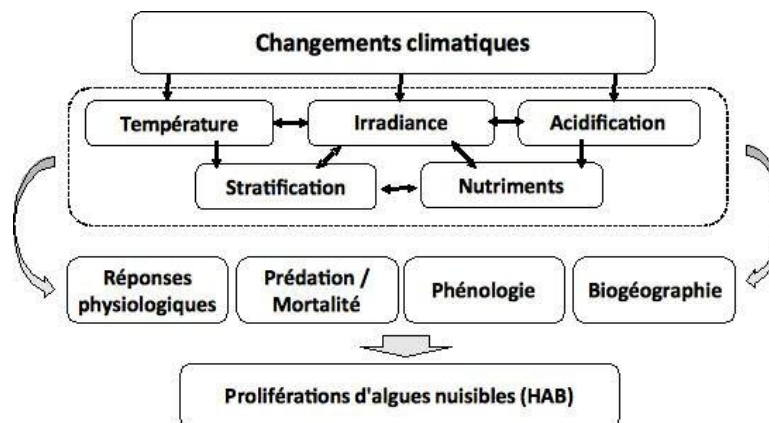 Changements climatiques
Température
Irradiance
Acidification
Stratification
Nutriments
Réponses
physiologiques
Prédation /
Mortalité
Phénologie
Biogéographie
Proliférations d'algues nuisibles (HAB)